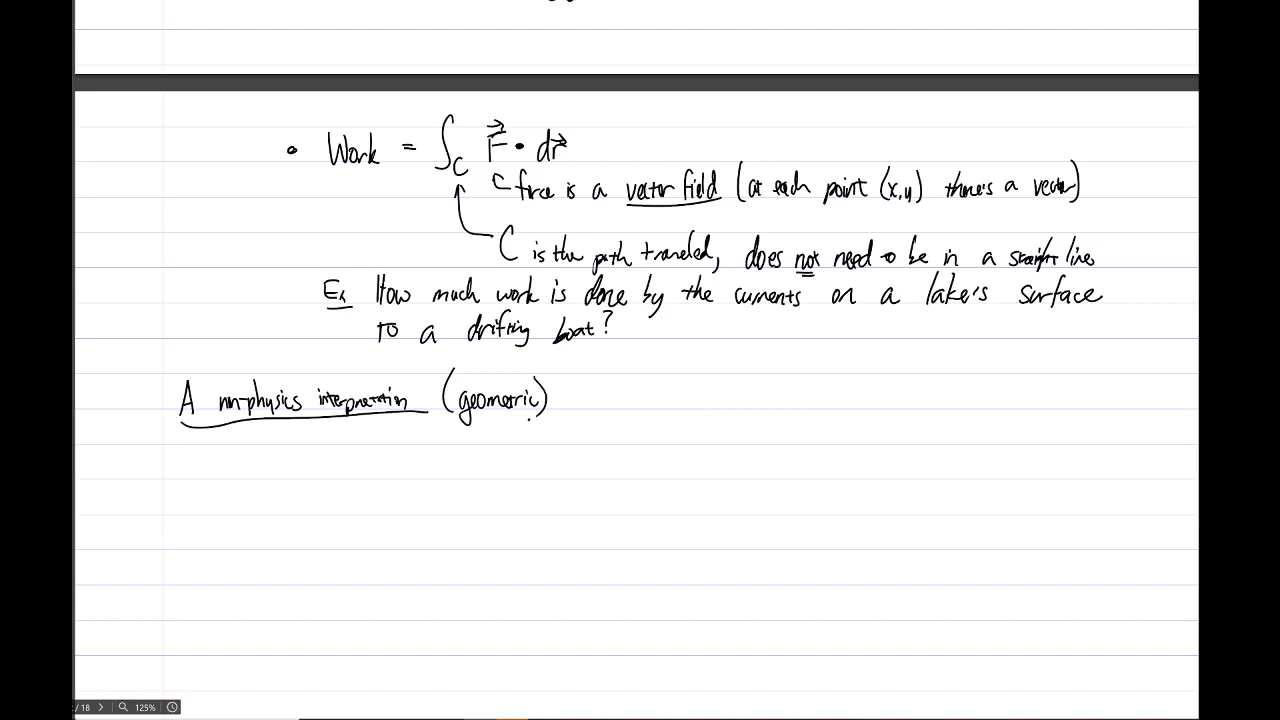 • Work = ∫_C F⃗ • dr⃗
force is a vector field (at each point (x,y) there's a vector)
C is the path traveled, does not need to be in a straight line
Ex How much work is done by the currents on a lake's surface
to a drifting boat?
A non-physics interpretation (geometric)
/ 18 > 125%